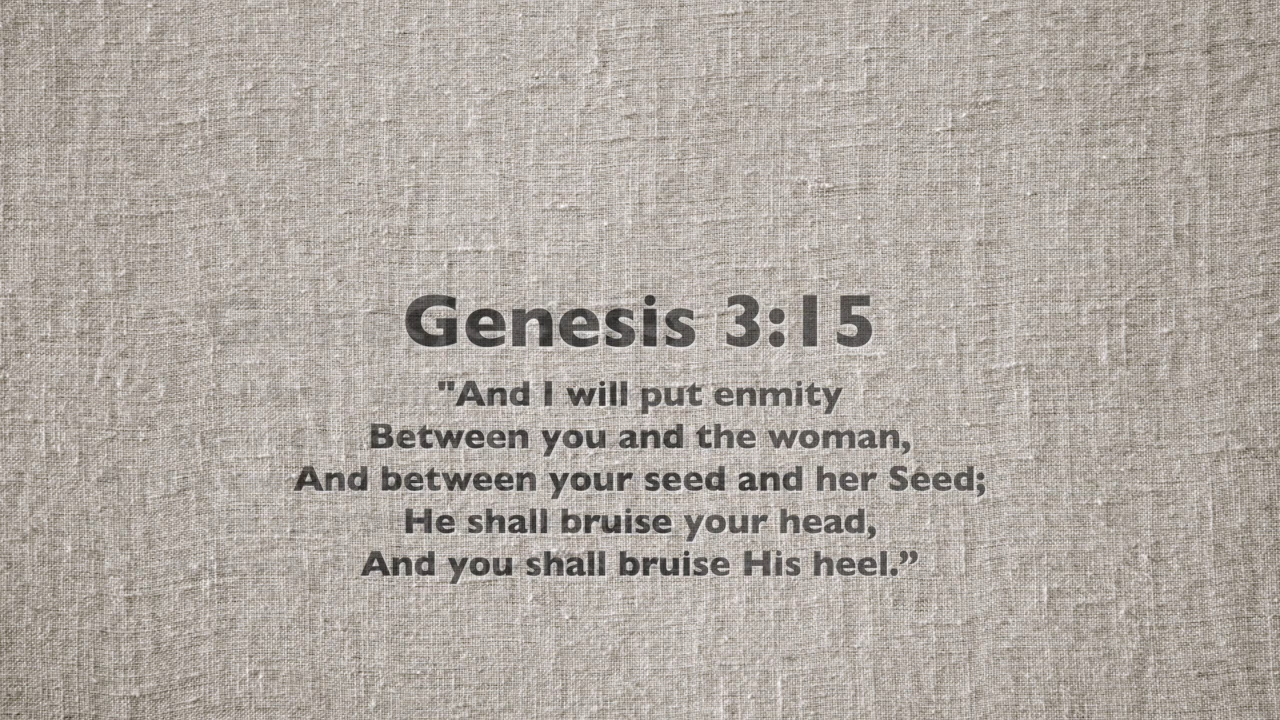 Genesis 3:15
"And I will put enmity
Between you and the woman,
And between your seed and her Seed;
He shall bruise your head,
And you shall bruise His heel.”